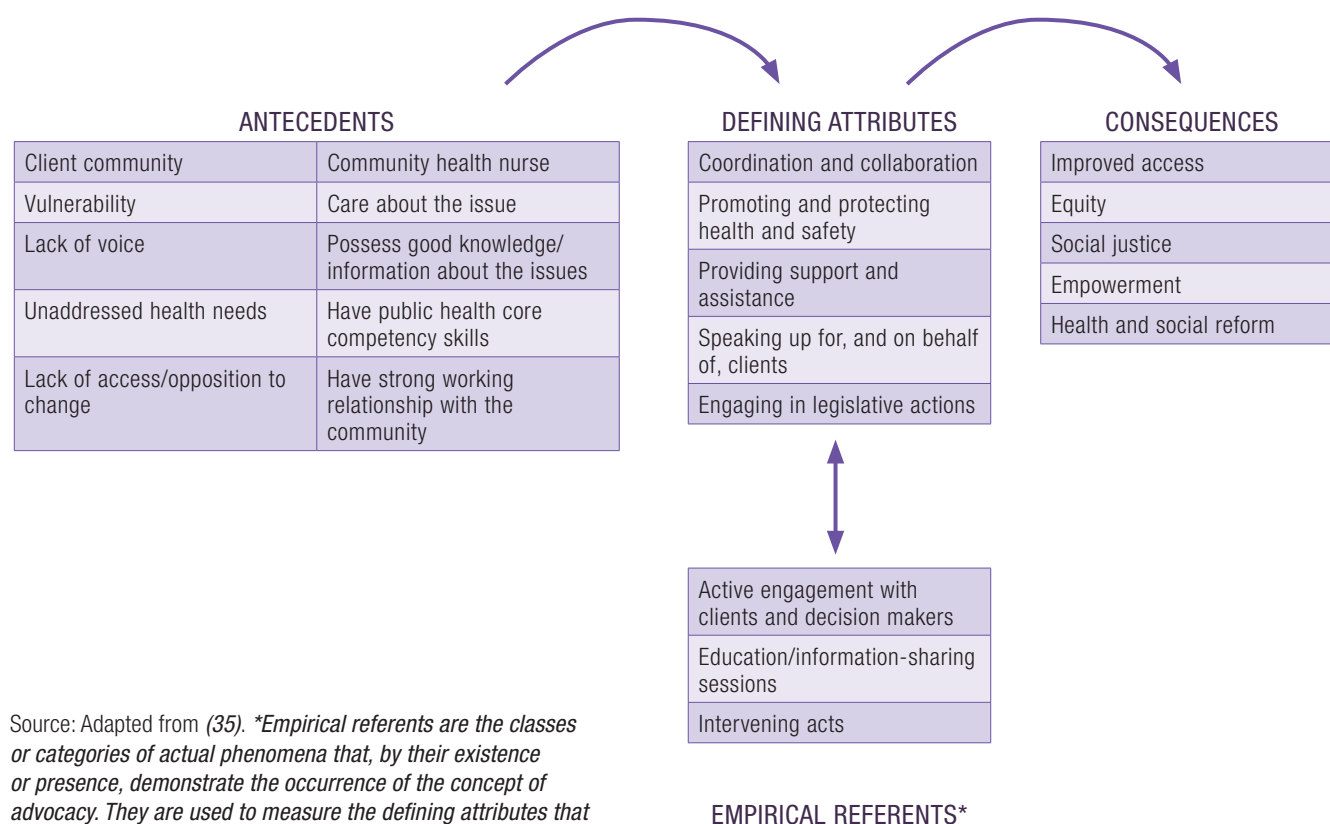 ANTECEDENTS
Client community
Community health nurse
Vulnerability
Care about the issue
Lack of voice
Possess good knowledge/
information about the issues
Unaddressed health needs
Have public health core
competency skills
Lack of access/opposition to
change
Have strong working
relationship with the
community
DEFINING ATTRIBUTES
Coordination and collaboration
Promoting and protecting
health and safety
Providing support and
assistance
Speaking up for, and on behalf
of, clients
Engaging in legislative actions
CONSEQUENCES
Improved access
Equity
Social justice
Empowerment
Health and social reform
Active engagement with
clients and decision makers
Education/information-sharing
sessions
Intervening acts
EMPIRICAL REFERENTS*
Source: Adapted from (35). *Empirical referents are the classes
or categories of actual phenomena that, by their existence
or presence, demonstrate the occurrence of the concept of
advocacy. They are used to measure the defining attributes that